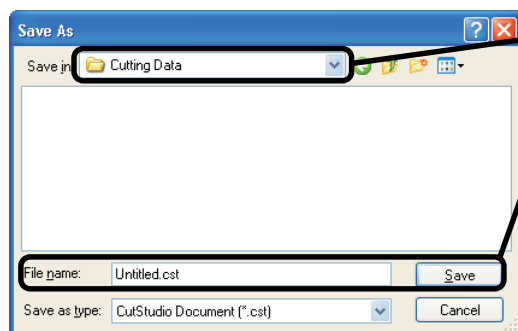 Save As
Save in: Cutting Data
File name: Untitled.cst Save
Save as type: CutStudio Document (*.cst) Cancel